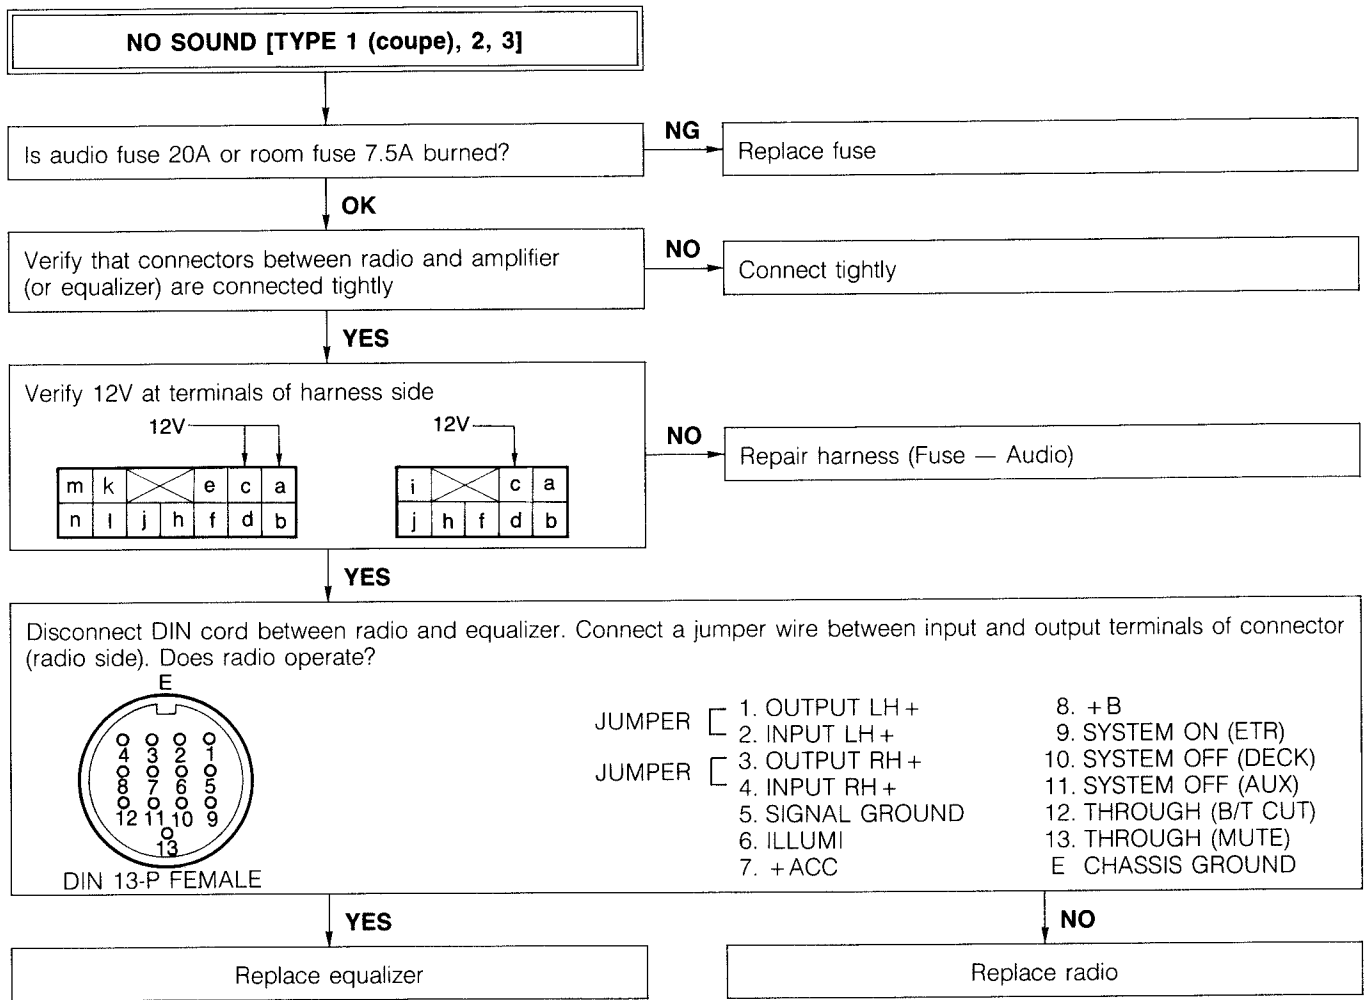 NO SOUND [TYPE 1 (coupe), 2, 3]
Is audio fuse 20A or room fuse 7.5A burned?
NG
Replace fuse
OK
Verify that connectors between radio and amplifier
(or equalizer) are connected tightly
NO
Connect tightly
YES
Verify 12V at terminals of harness side
12V
12V
m k e c a
n l j h f d b
i c a
j h f d b
NO
Repair harness (Fuse — Audio)
YES
Disconnect DIN cord between radio and equalizer. Connect a jumper wire between input and output terminals of connector
(radio side). Does radio operate?
E
4 3 2 1
8 7 6 5
12 11 10 9
13
DIN 13-P FEMALE
JUMPER
1. OUTPUT LH +
2. INPUT LH +
JUMPER
3. OUTPUT RH +
4. INPUT RH +
5. SIGNAL GROUND
6. ILLUMI
7. +ACC
8. +B
9. SYSTEM ON (ETR)
10. SYSTEM OFF (DECK)
11. SYSTEM OFF (AUX)
12. THROUGH (B/T CUT)
13. THROUGH (MUTE)
E CHASSIS GROUND
YES
Replace equalizer
NO
Replace radio